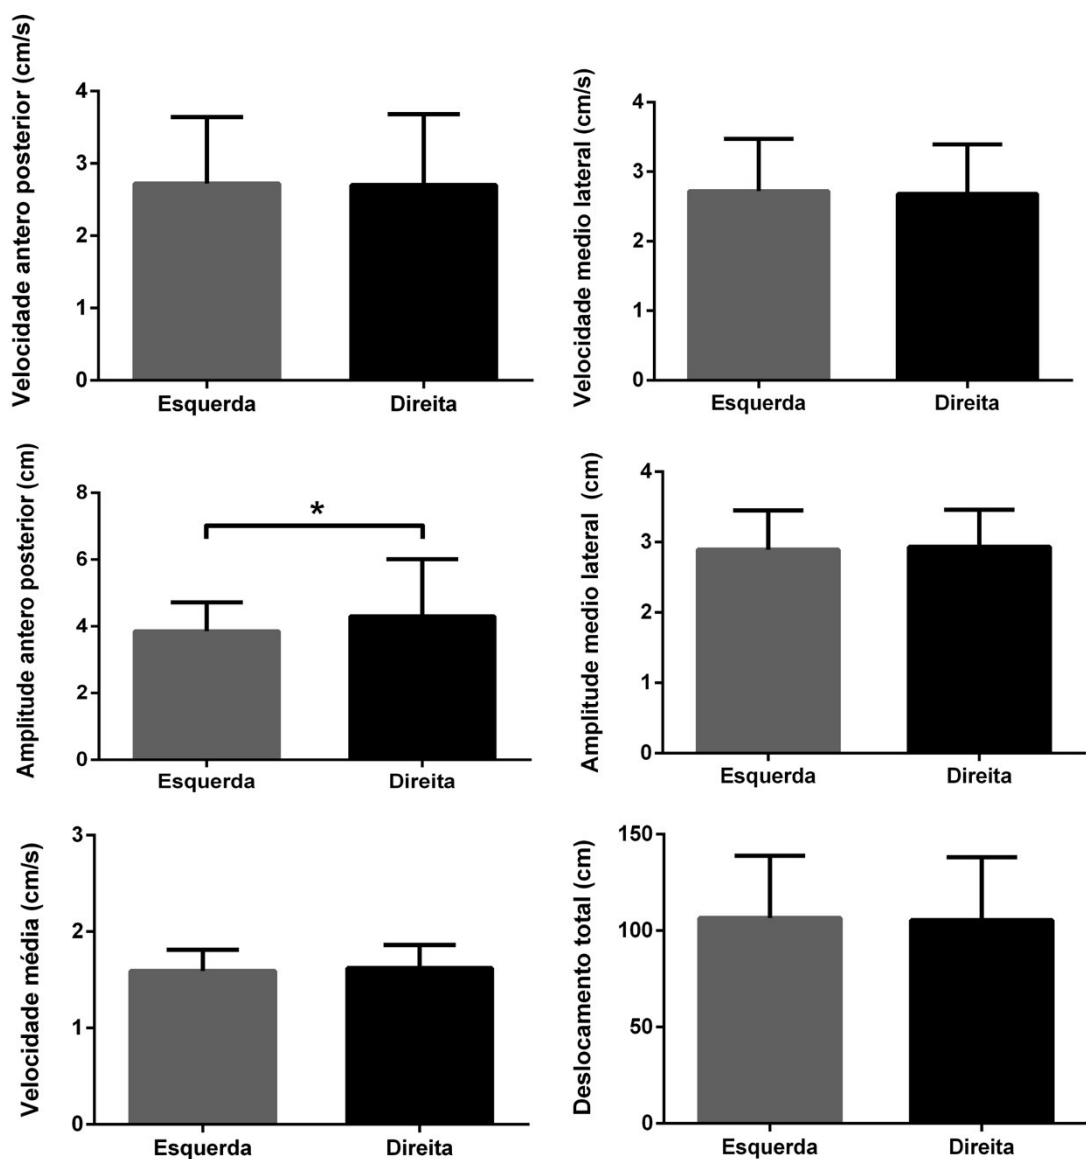 Velocidade antero posterior (cm/s)
4
3
2
1
0
Esquerda
Direita
Velocidade medio lateral (cm/s)
4
3
2
1
0
Esquerda
Direita
Amplitude antero posterior (cm)
8
6
4
2
0
*
Esquerda
Direita
Amplitude medio lateral (cm)
4
3
2
1
0
Esquerda
Direita
Velocidade média (cm/s)
3
2
1
0
Esquerda
Direita
Deslocamento total (cm)
150
100
50
0
Esquerda
Direita